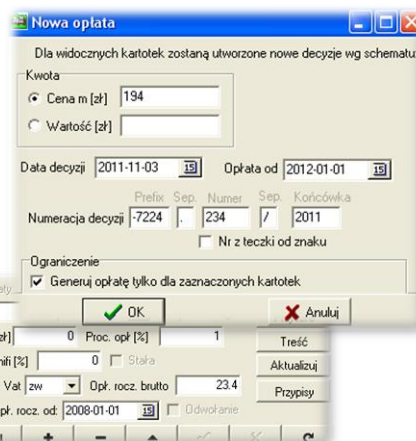 Nowa opłata
Dla widocznych kartotek zostaną utworzone nowe decyzje wg schematu
Kwota
Cena m [zł] 194
Wartość [zł]
Data decyzji 2011-11-03 15 Opłata od 2012-01-01 15
Prefix Sep. Numer Sep. Końcówka
Numeracja decyzji -7224 . 234 / 2011
Nr z teczki od znaku
Ograniczenie
Generuj opłatę tylko dla zaznaczonych kartotek
OK Anuluj
0 Proc. opł [%] 1 Treść
[%] 0 Stała Aktualizuj
Vat zw Opł. rocz. brutto 23.4 Przypisy
rocz. od: 2008-01-01 15 Odwołanie